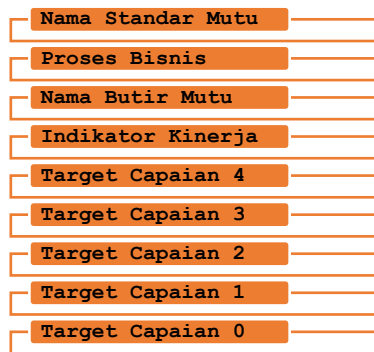 Nama Standar Mutu
Proses Bisnis
Nama Butir Mutu
Indikator Kinerja
Target Capaian 4
Target Capaian 3
Target Capaian 2
Target Capaian 1
Target Capaian 0